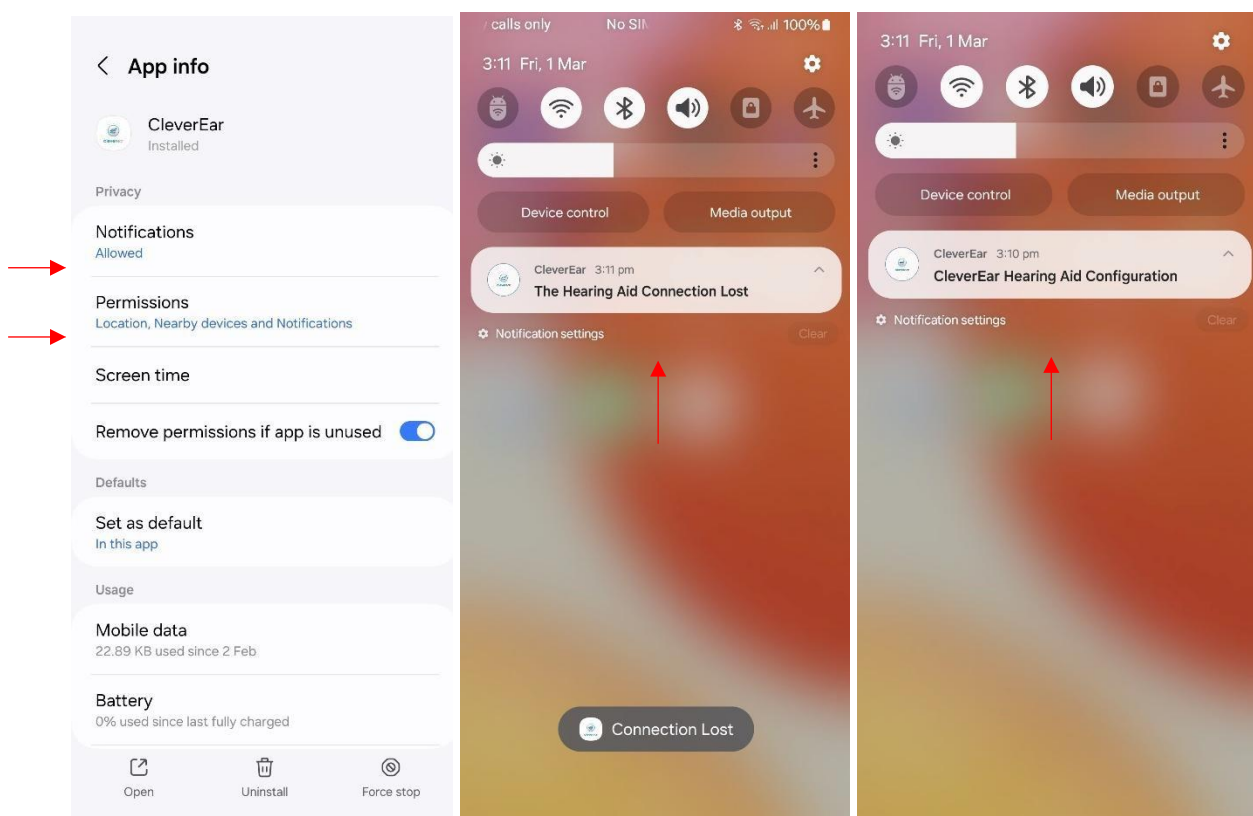 App info
CleverEar
Installed
Privacy
Notifications
Allowed
Permissions
Location, Nearby devices and Notifications
Screen time
Remove permissions if app is unused
Defaults
Set as default
In this app
Usage
Mobile data
22.89 KB used since 2 Feb
Battery
0% used since last fully charged
Open
Uninstall
Force stop
calls only No SIM 100%
3:11 Fri, 1 Mar
Device control
Media output
CleverEar 3:11 pm
The Hearing Aid Connection Lost
Notification settings
Clear
Connection Lost
3:11 Fri, 1 Mar
Device control
Media output
CleverEar 3:10 pm
CleverEar Hearing Aid Configuration
Notification settings
Clear